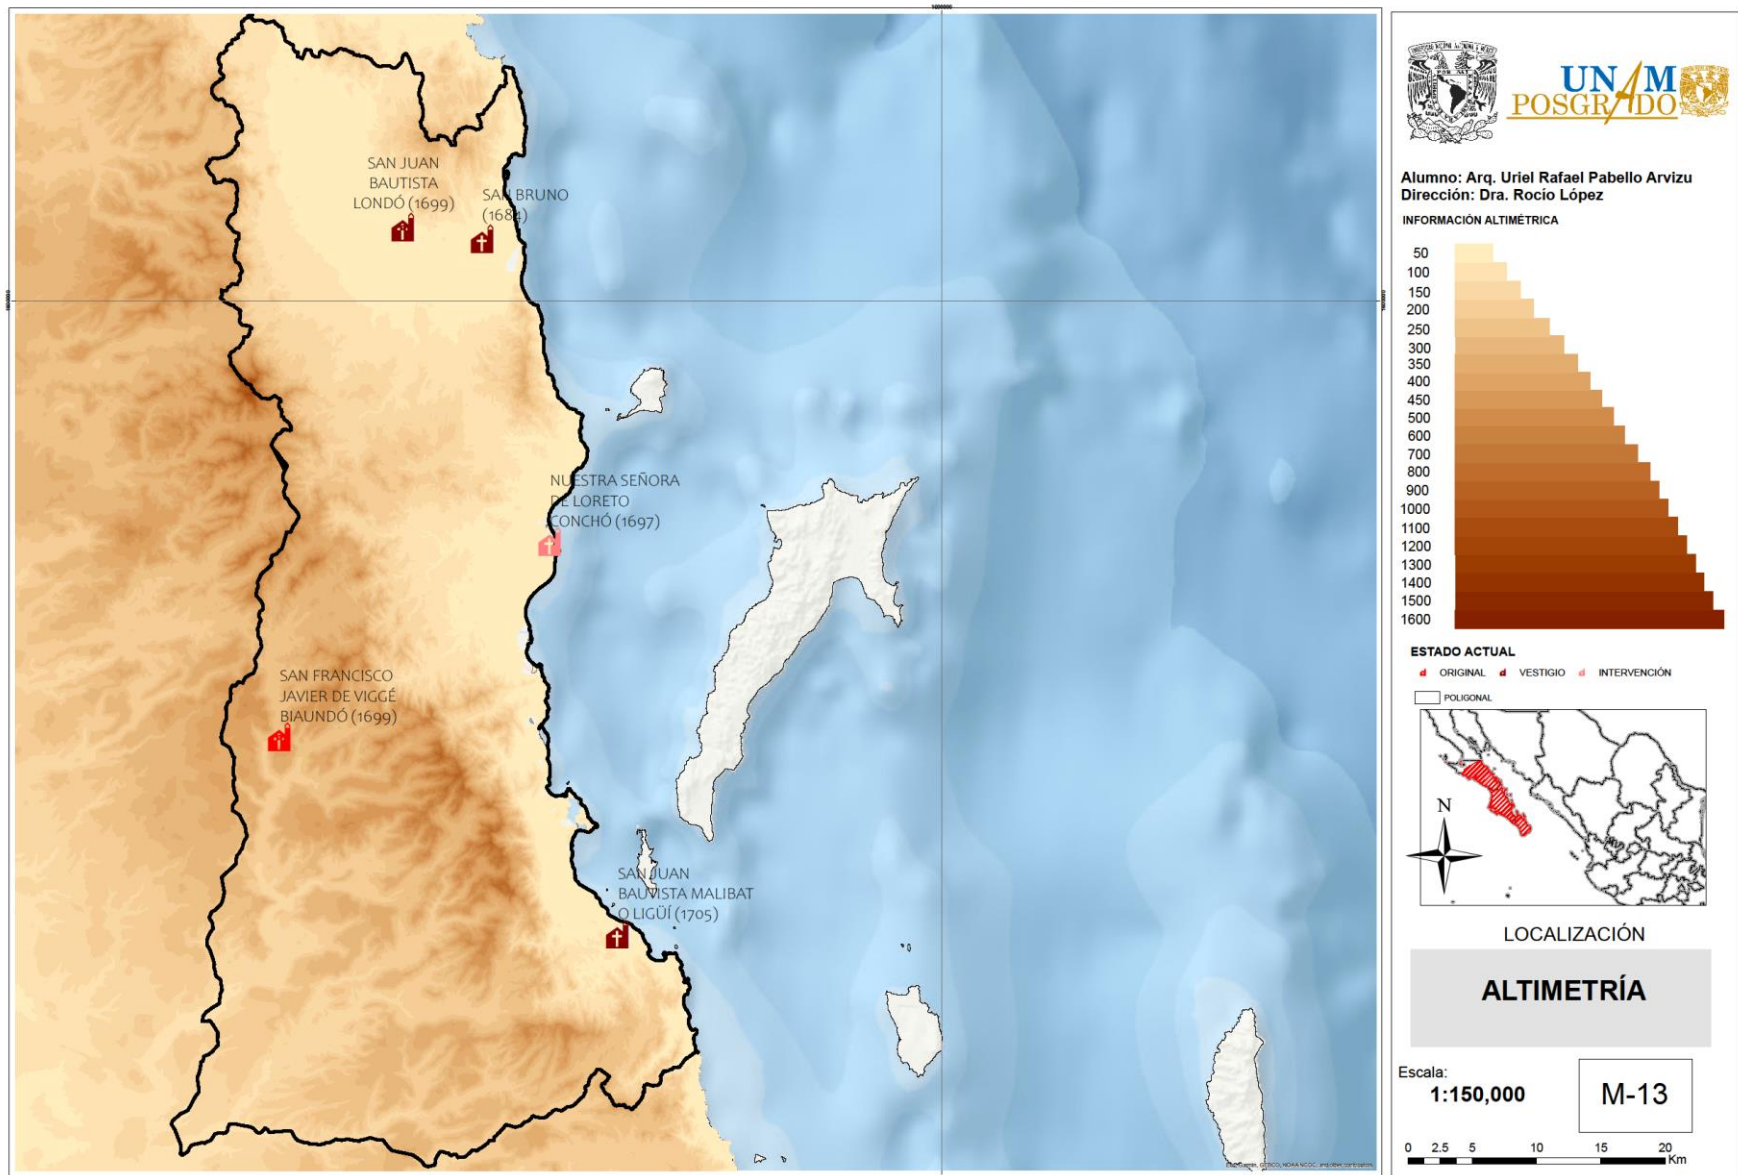 SAN JUAN
BAUTISTA
LONDÓ (1699)
SAN BRUNO
(1684)
NUESTRA SEÑORA
DE LORETO
CONCHÓ (1697)
SAN FRANCISCO
JAVIER DE VIGGÉ
BIAUNDÓ (1699)
SAN JUAN
BAUTISTA MALIBAT
O LIGÜÍ (1705)
UNAM
POSGRADO
Alumno: Arq. Uriel Rafael Pabello Arvizu
Dirección: Dra. Rocío López
INFORMACIÓN ALTIMÉTRICA
50
100
150
200
250
300
350
400
450
500
600
700
800
900
1000
1100
1200
1300
1400
1500
1600
ESTADO ACTUAL
ORIGINAL VESTIGIO INTERVENCIÓN
POLIGONAL
N
LOCALIZACIÓN
ALTIMETRÍA
Escala:
1:150,000
M-13
0 2.5 5 10 15 20
Km